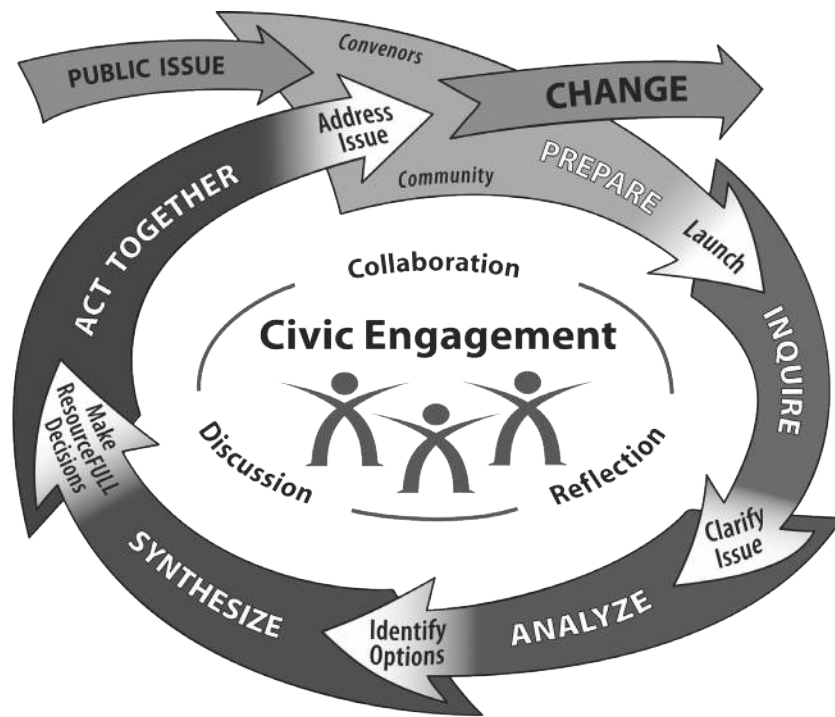 PUBLIC ISSUE
Convenors
Community
PREPARE
Launch
INQUIRE
Clarify
Issue
ANALYZE
Identify
Options
SYNTHESIZE
Make
ResourceFULL
Decisions
ACT TOGETHER
Address
Issue
CHANGE
Collaboration
Civic Engagement
Discussion
Reflection